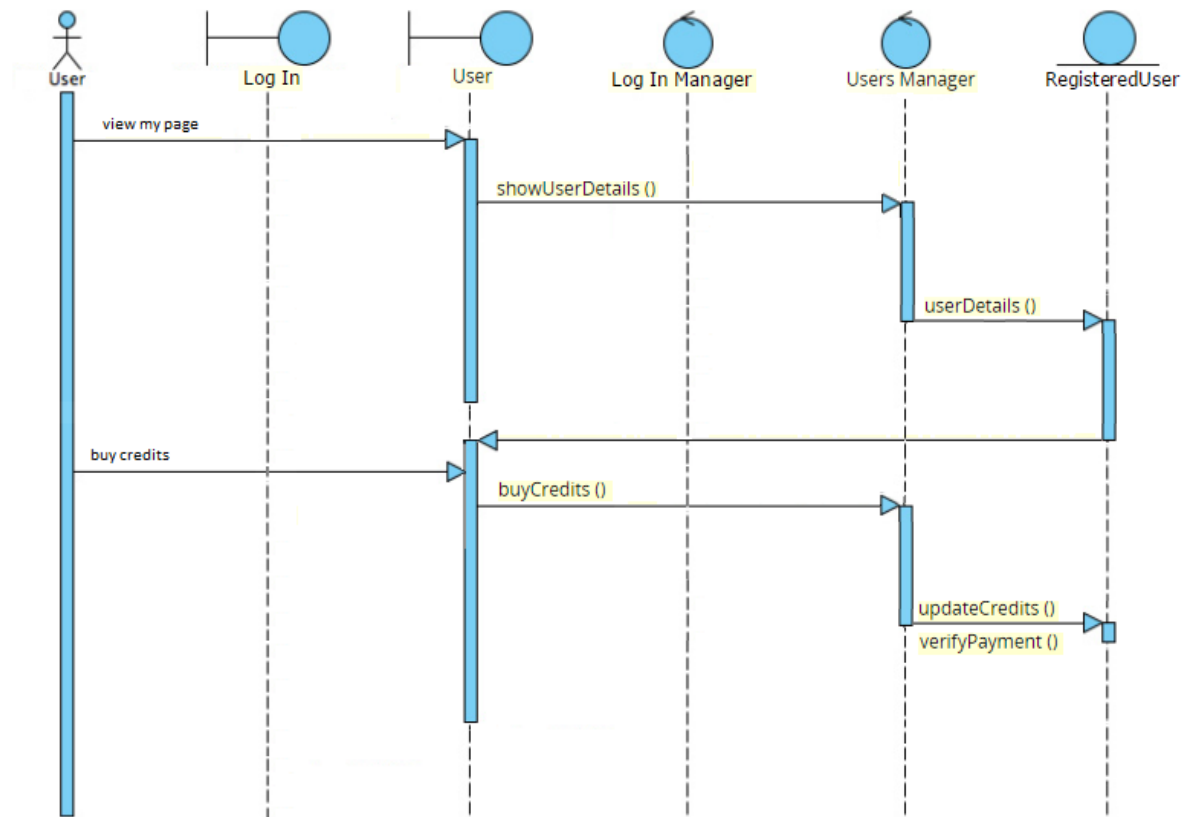 User
Log In
User
Log In Manager
Users Manager
RegisteredUser
view my page
showUserDetails ()
userDetails ()
buy credits
buyCredits ()
updateCredits ()
verifyPayment ()